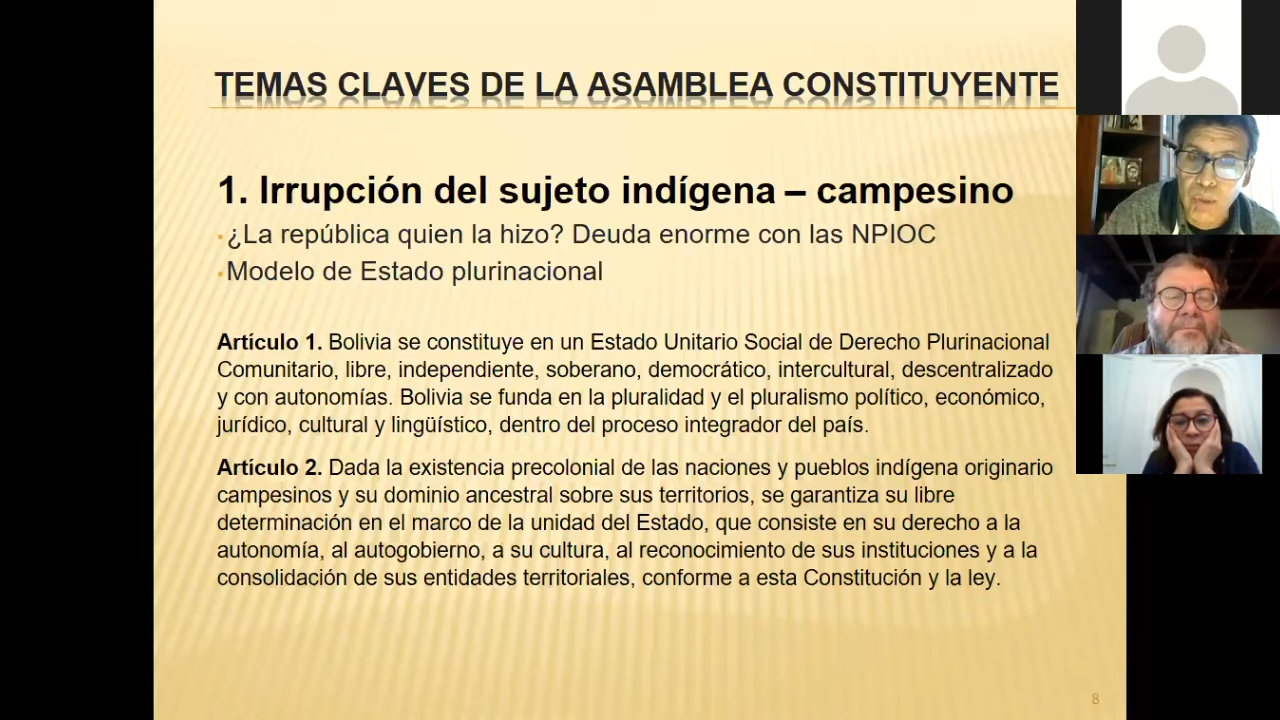 TEMAS CLAVES DE LA ASAMBLEA CONSTITUYENTE
1. Irrupción del sujeto indígena – campesino
¿La república quien la hizo? Deuda enorme con las NPIOC
Modelo de Estado plurinacional
Artículo 1. Bolivia se constituye en un Estado Unitario Social de Derecho Plurinacional
Comunitario, libre, independiente, soberano, democrático, intercultural, descentralizado
y con autonomías. Bolivia se funda en la pluralidad y el pluralismo político, económico,
jurídico, cultural y lingüístico, dentro del proceso integrador del país.
Artículo 2. Dada la existencia precolonial de las naciones y pueblos indígena originario
campesinos y su dominio ancestral sobre sus territorios, se garantiza su libre
determinación en el marco de la unidad del Estado, que consiste en su derecho a la
autonomía, al autogobierno, a su cultura, al reconocimiento de sus instituciones y a la
consolidación de sus entidades territoriales, conforme a esta Constitución y la ley.
8